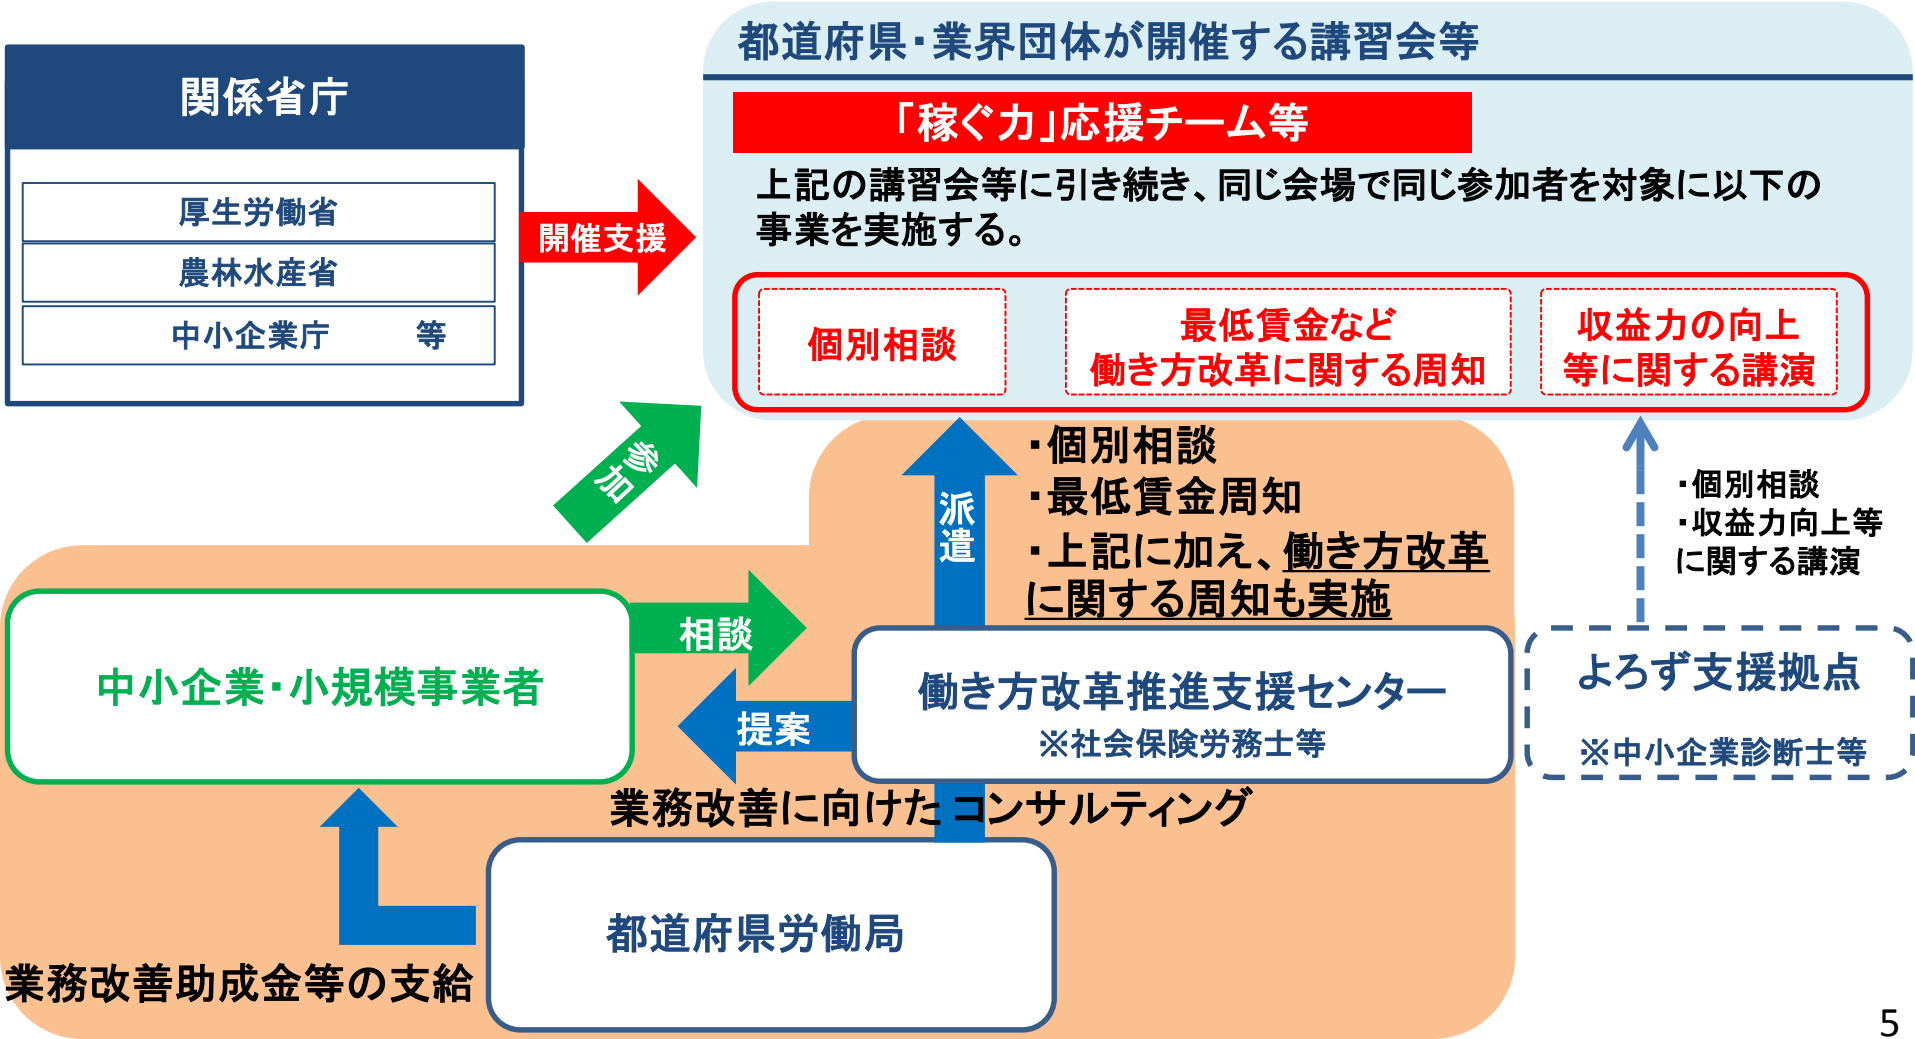 関係省庁
厚生労働省
農林水産省
中小企業庁　等
開催支援
都道府県・業界団体が開催する講習会等
「稼ぐ力」応援チーム等
上記の講習会等に引き続き、同じ会場で同じ参加者を対象に以下の
事業を実施する。
個別相談
最低賃金など
働き方改革に関する周知
収益力の向上
等に関する講演
参加
派遣
・個別相談
・最低賃金周知
・上記に加え、働き方改革
に関する周知も実施
・個別相談
・収益力向上等
に関する講演
中小企業・小規模事業者
相談
提案
働き方改革推進支援センター
※社会保険労務士等
よろず支援拠点
※中小企業診断士等
業務改善に向けたコンサルティング
都道府県労働局
業務改善助成金等の支給
5